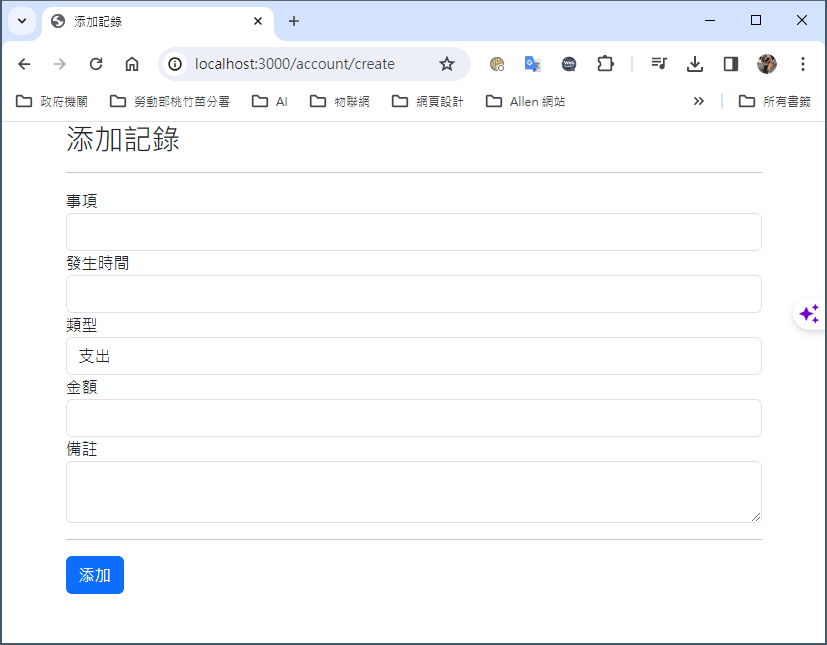 添加記錄
localhost:3000/account/create
政府機關 勞動部桃竹苗分署 AI 物聯網 網頁設計 Allen 網站 所有書籤
添加記錄
事項
發生時間
類型
支出
金額
備註
添加